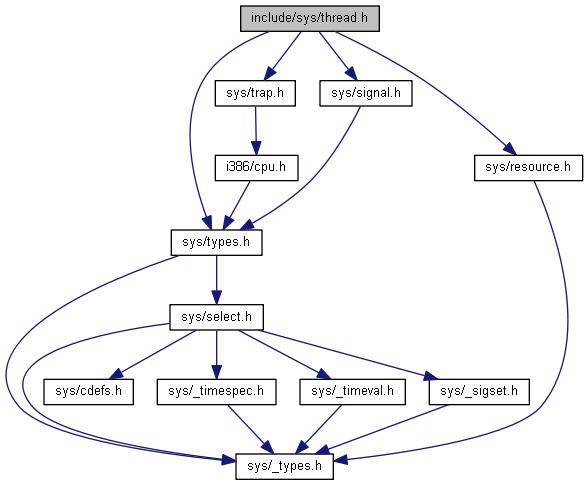 include/sys/thread.h
sys/trap.h
sys/signal.h
i386/cpu.h
sys/resource.h
sys/types.h
sys/select.h
sys/cdefs.h
sys/_timespec.h
sys/_timeval.h
sys/_sigset.h
sys/_types.h